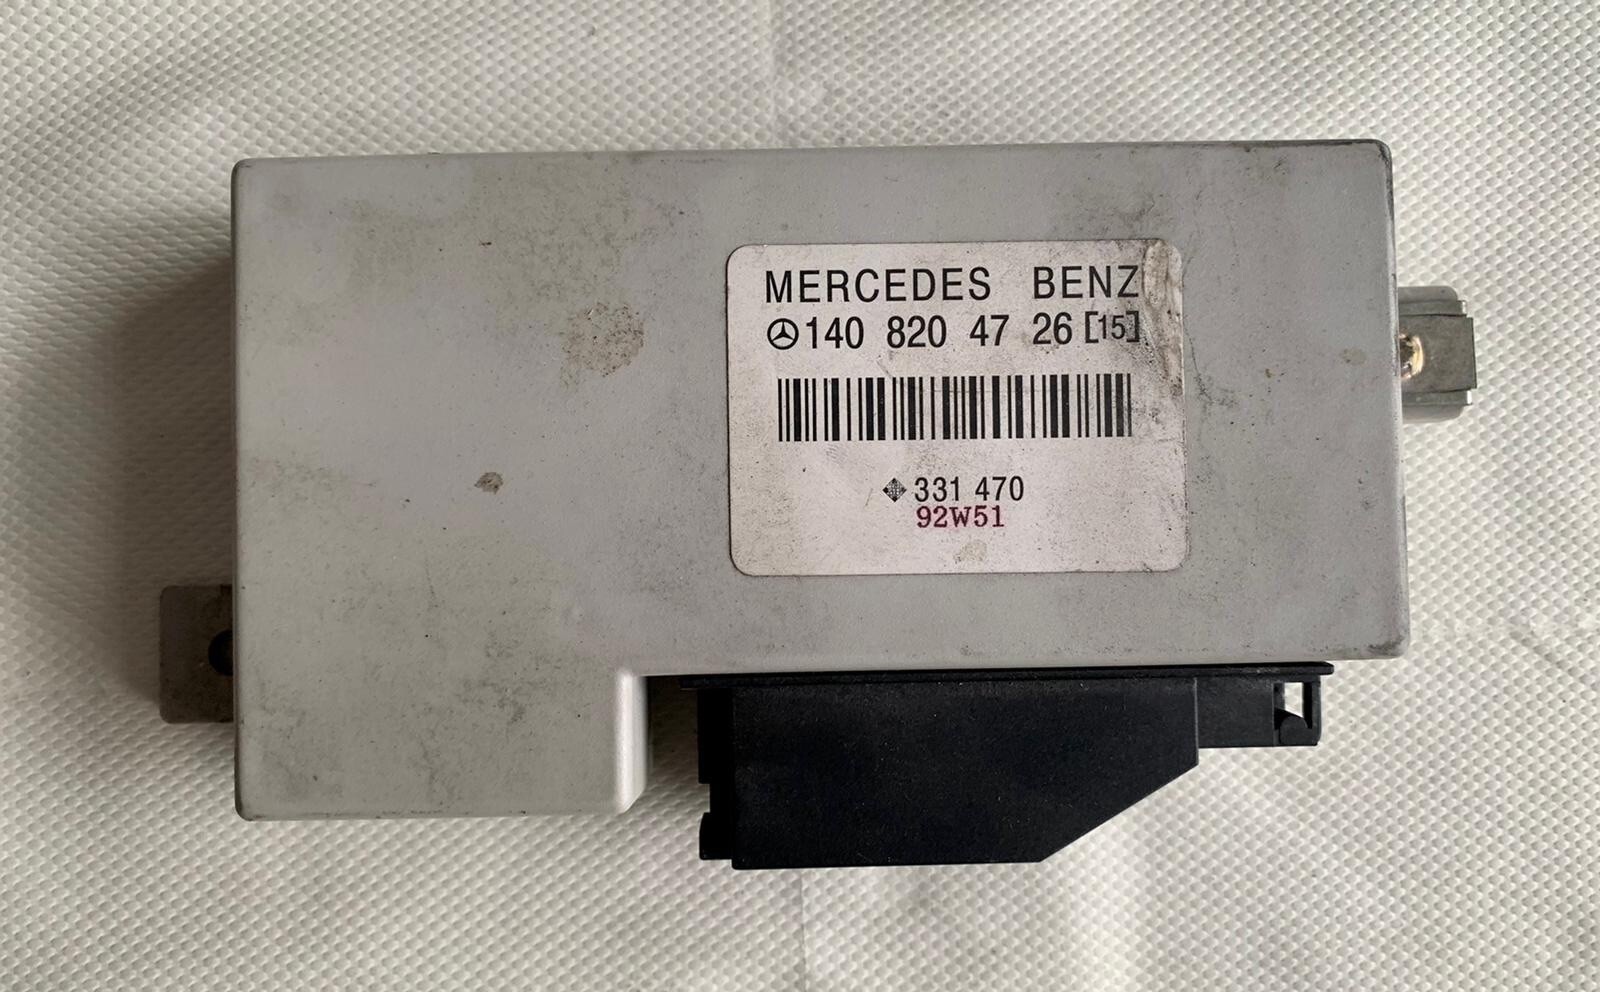 MERCEDES BENZ
140 820 47 26 [15]
331 470
92W51